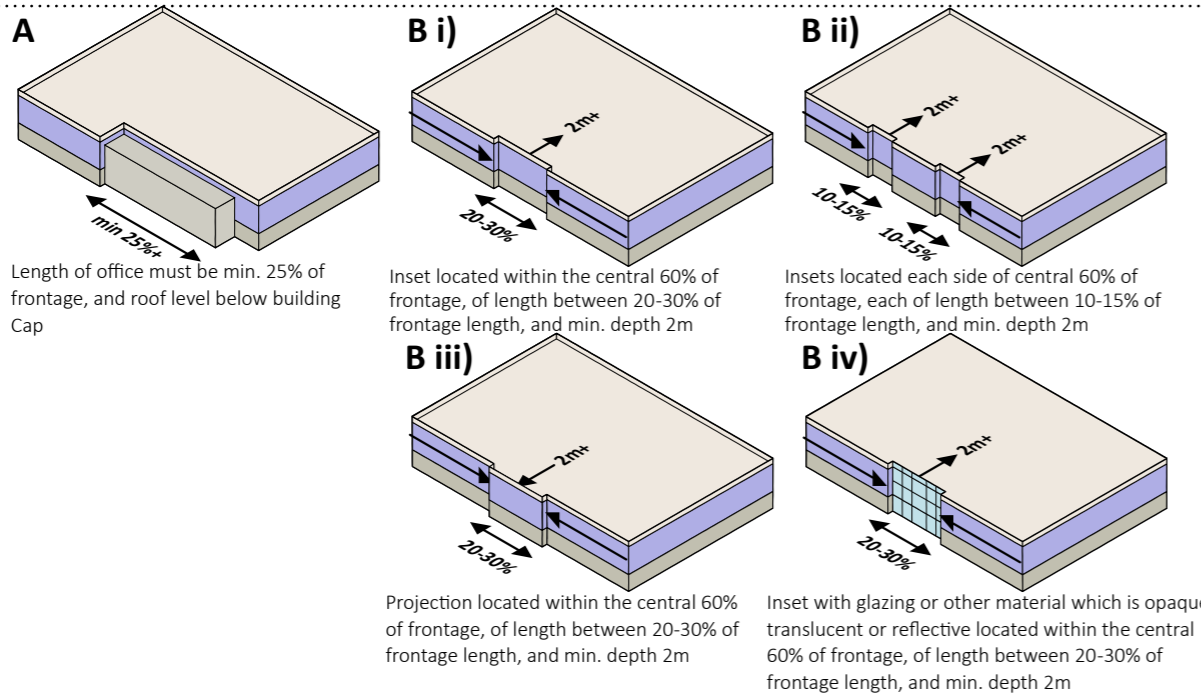 A
min 25%+
Length of office must be min. 25% of
frontage, and roof level below building
Cap
B i)
2m+
20-30%
Inset located within the central 60% of
frontage, of length between 20-30% of
frontage length, and min. depth 2m
B ii)
2m+
2m+
10-15%
10-15%
Insets located each side of central 60% of
frontage, each of length between 10-15% of
frontage length, and min. depth 2m
B iii)
2m+
20-30%
Projection located within the central 60%
of frontage, of length between 20-30% of
frontage length, and min. depth 2m
B iv)
2m+
20-30%
Inset with glazing or other material which is opaque
translucent or reflective located within the central
60% of frontage, of length between 20-30% of
frontage length, and min. depth 2m